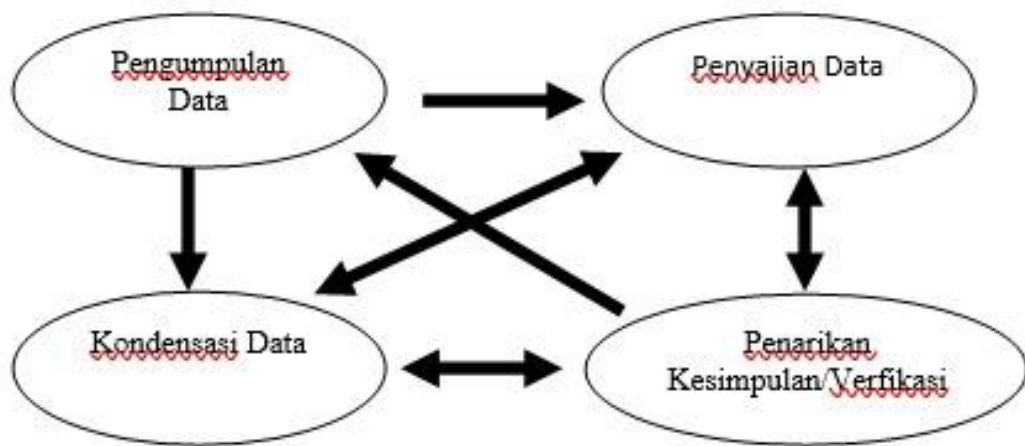 Pengumpulan
Data
Penyajian Data
Kondensasi Data
Penarikan
Kesimpulan/Verfikasi